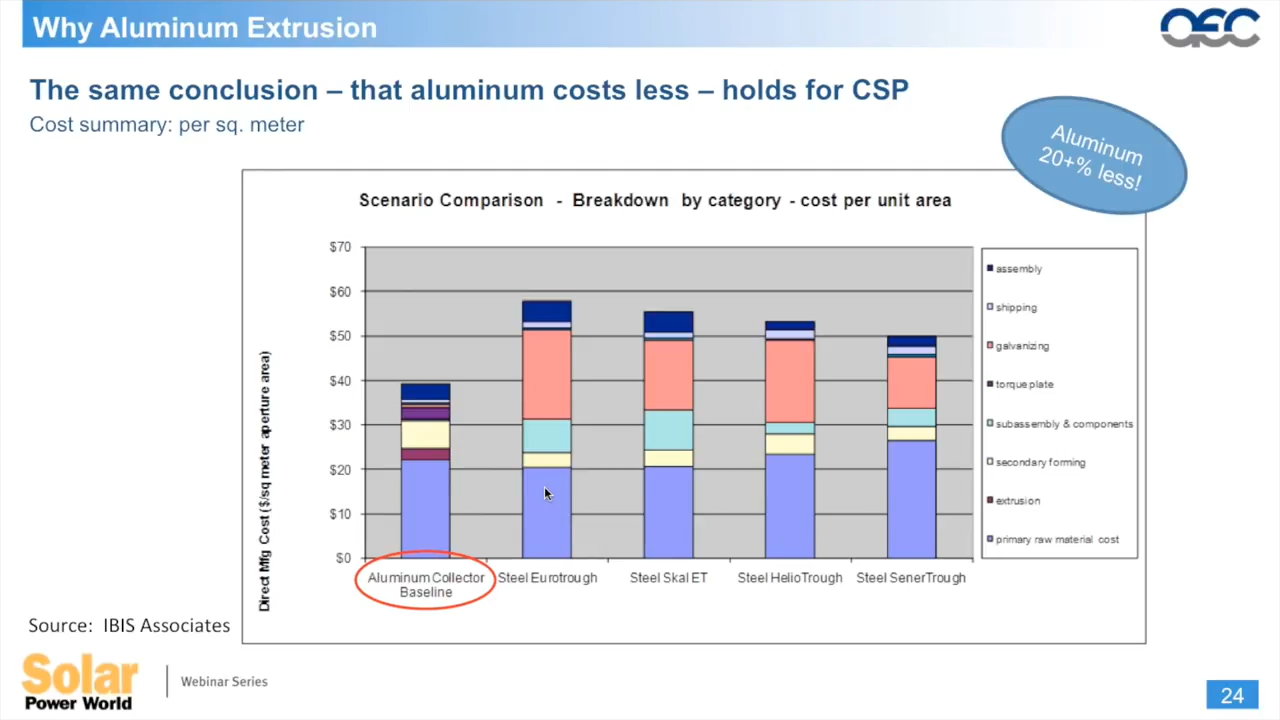 Why Aluminum Extrusion
aec
The same conclusion – that aluminum costs less – holds for CSP
Cost summary: per sq. meter
Aluminum
20+% less!
Scenario Comparison - Breakdown by category - cost per unit area
Direct Mfg Cost ($/sq meter aperture area)
$70
$60
$50
$40
$30
$20
$10
$0
Aluminum Collector
Baseline
Steel Eurotrough
Steel Skal ET
Steel HelioTrough
Steel SenerTrough
assembly
shipping
galvanizing
torque plate
subassembly & components
secondary forming
extrusion
primary raw material cost
Source: IBIS Associates
Solar
Power World
Webinar Series
24